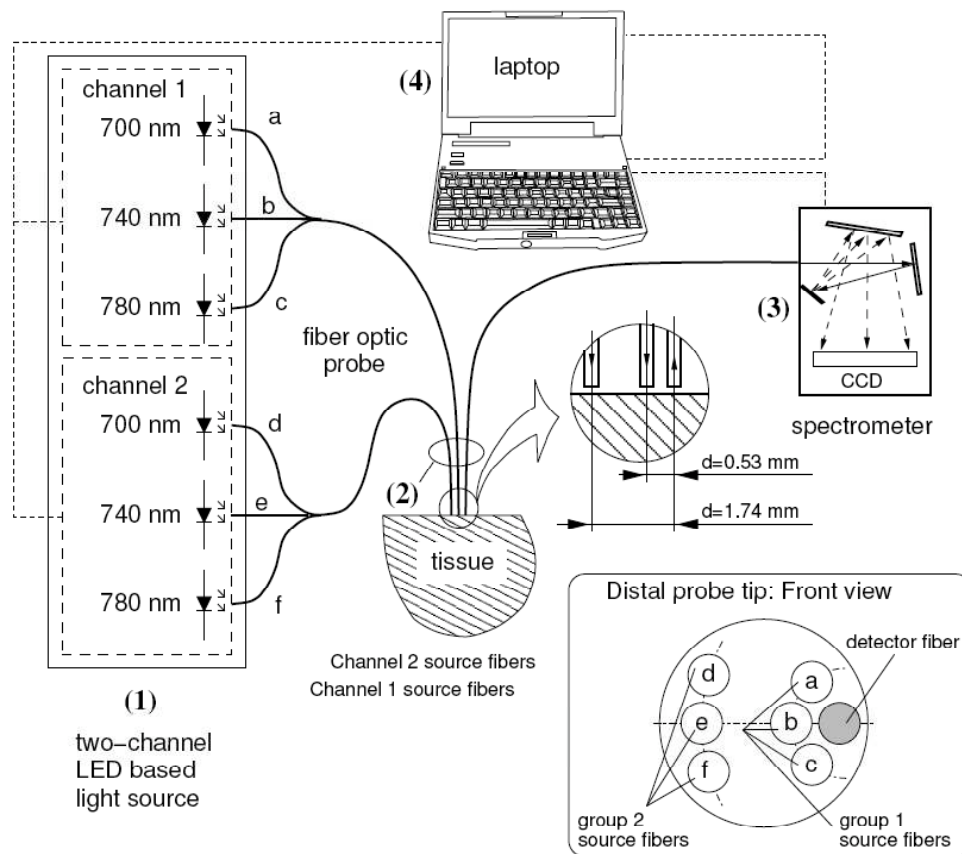 channel 1
700 nm
a
740 nm
b
780 nm
c
channel 2
700 nm
d
740 nm
e
780 nm
f
(1)
two−channel
LED based
light source
fiber optic
probe
(2)
tissue
Channel 2 source fibers
Channel 1 source fibers
(4)
laptop
(3)
CCD
spectrometer
d=0.53 mm
d=1.74 mm
Distal probe tip: Front view
detector fiber
d
a
e
b
f
c
group 2
source fibers
group 1
source fibers